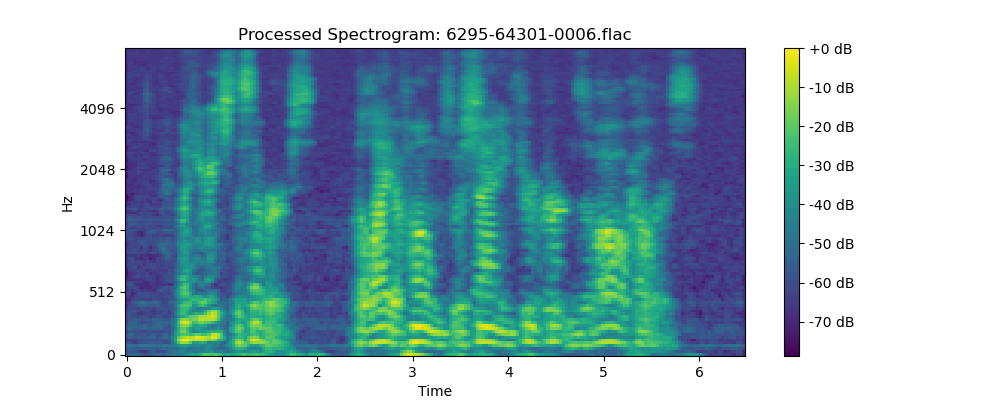 Processed Spectrogram: 6295-64301-0006.flac
+0 dB
4096
-10 dB
-20 dB
2048
-30 dB
Hz
-40 dB
1024
-50 dB
512
-60 dB
-70 dB
0
0 1 2 3 4 5 6
Time